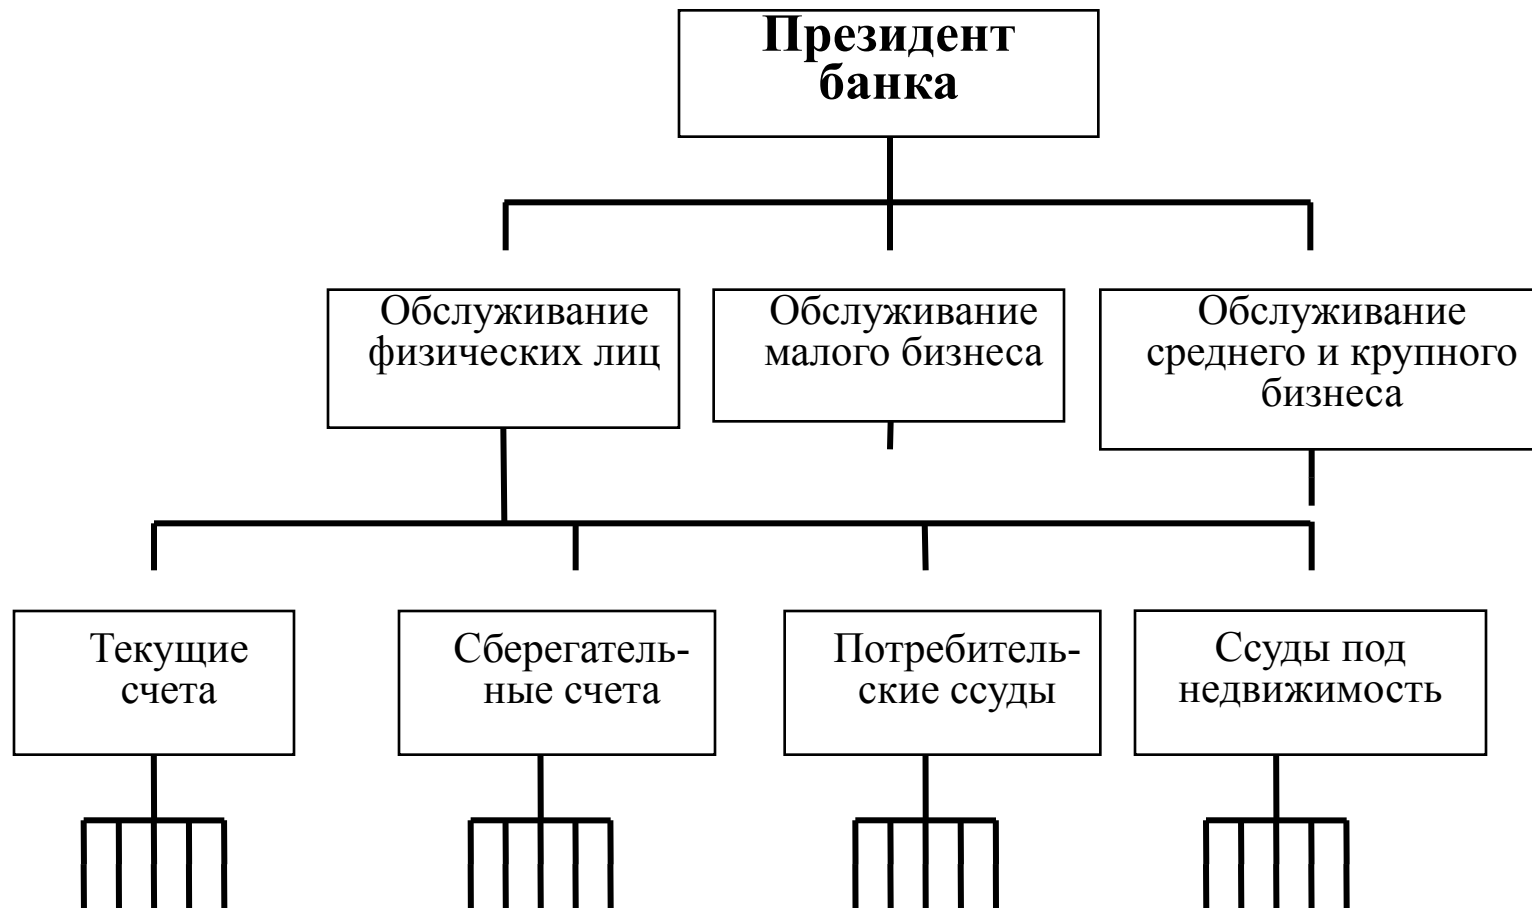 Президент
банка
Обслуживание
физических лиц
Обслуживание
малого бизнеса
Обслуживание
среднего и крупного
бизнеса
Текущие
счета
Сберегатель-
ные счета
Потребитель-
ские ссуды
Ссуды под
недвижимость